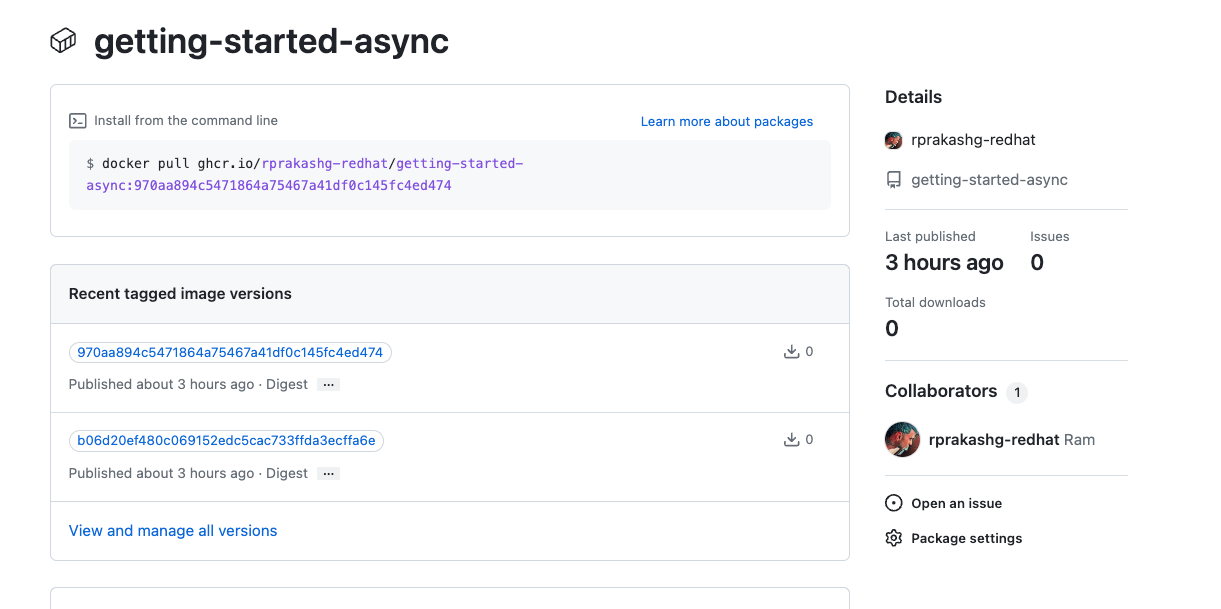 getting-started-async
Install from the command line
Learn more about packages
$ docker pull ghcr.io/rprakashg-redhat/getting-started-
async:970aa894c5471864a75467a41df0c145fc4ed474
Recent tagged image versions
970aa894c5471864a75467a41df0c145fc4ed474
0
Published about 3 hours ago · Digest ...
b06d20ef480c069152edc5cac733ffda3ecffa6e
0
Published about 3 hours ago · Digest ...
View and manage all versions
Details
rprakashg-redhat
getting-started-async
Last published
Issues
3 hours ago
0
Total downloads
0
Collaborators 1
rprakashg-redhat Ram
Open an issue
Package settings